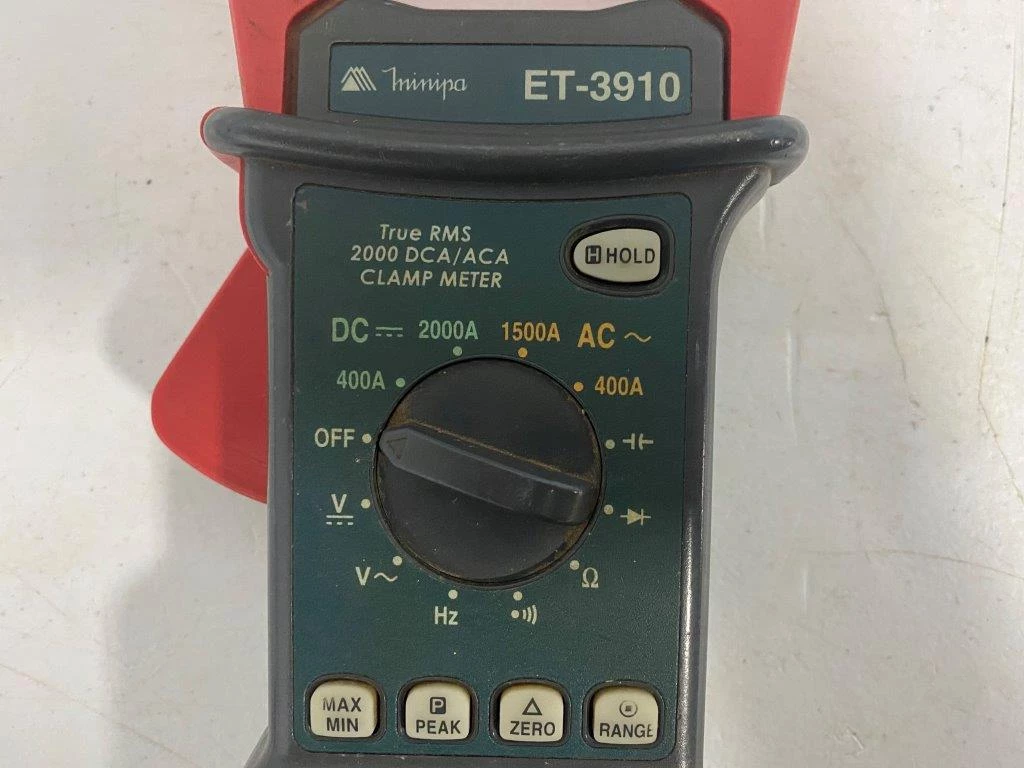 minipa ET-3910
True RMS
2000 DCA/ACA
CLAMP METER
H HOLD
DC 2000A 1500A AC ~
400A 400A
OFF
V
V~ Ω
Hz
MAX
MIN
P
PEAK
△
ZERO
RANGE